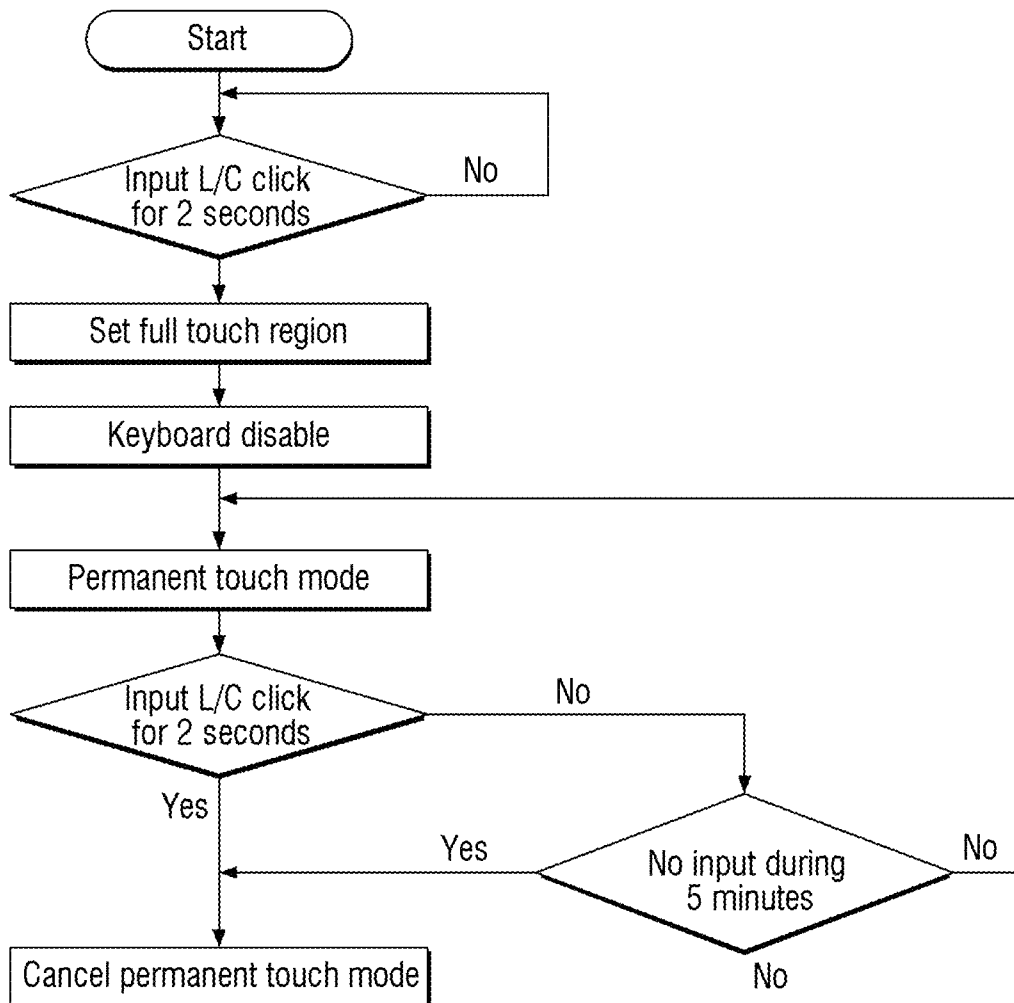 Start
No
Input L/C click
for 2 seconds
Set full touch region
Keyboard disable
Permanent touch mode
Input L/C click
for 2 seconds
No
Yes
Yes
No input during
5 minutes
No
No
Cancel permanent touch mode